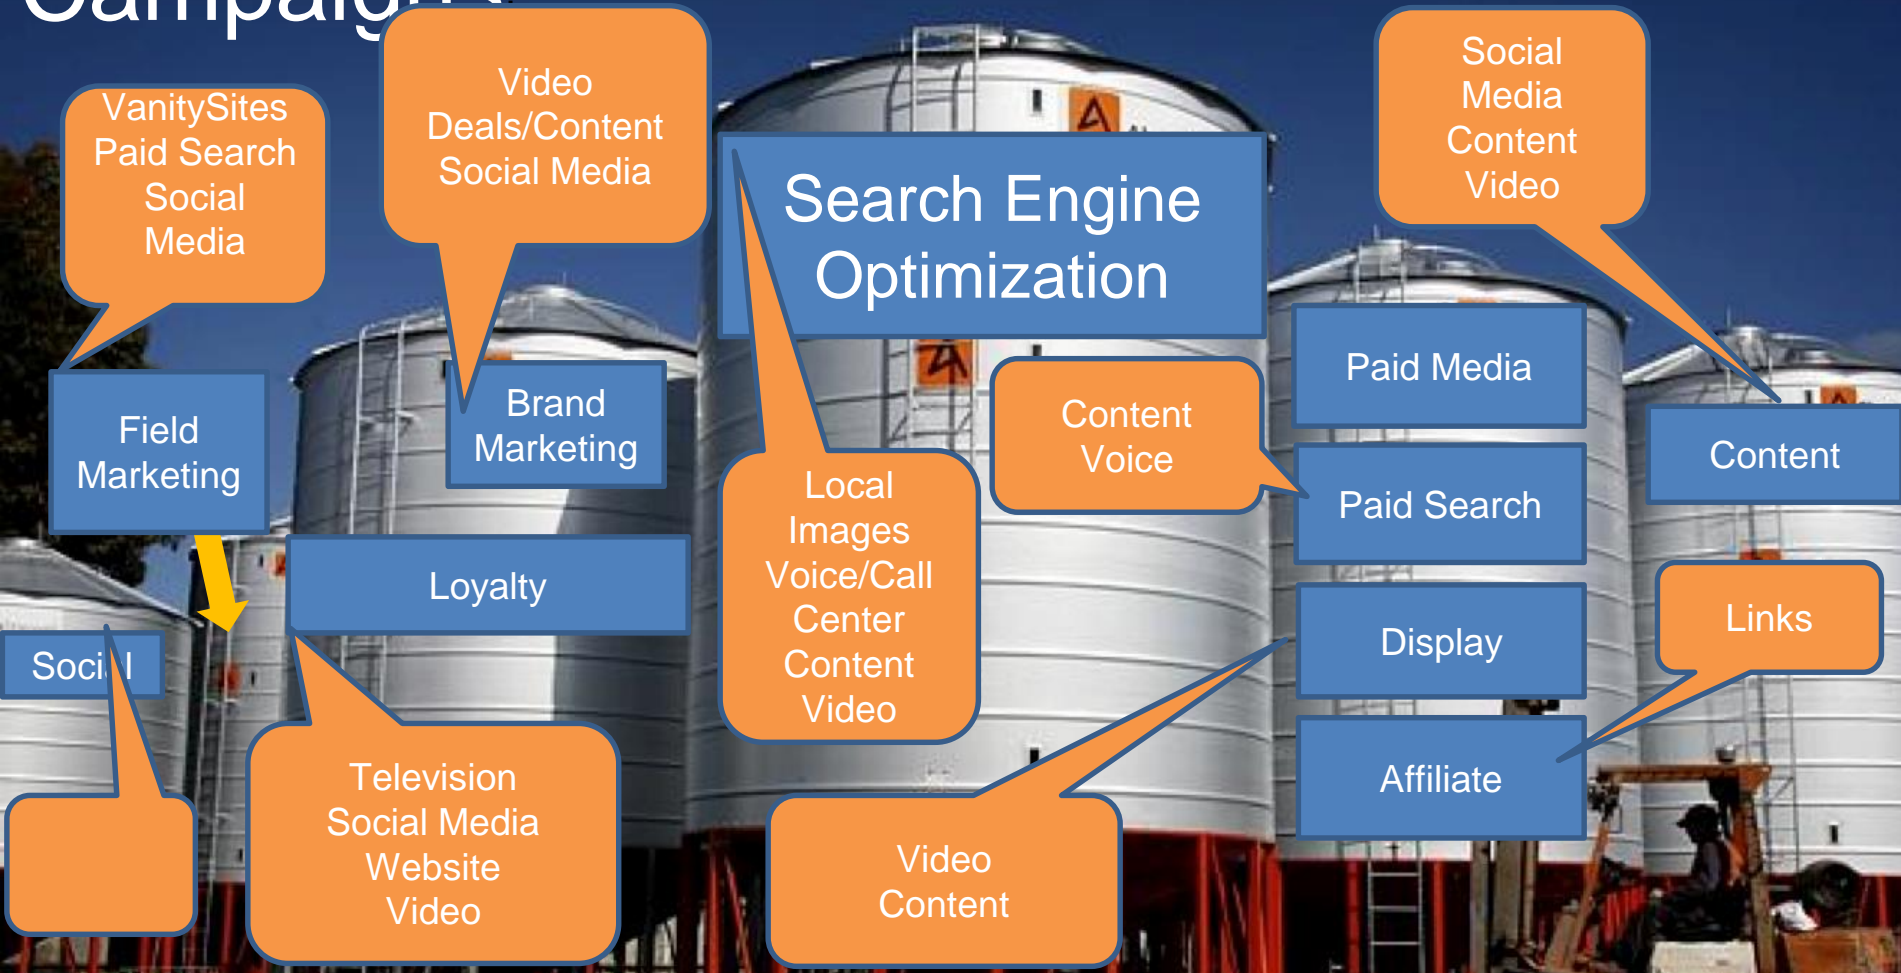 Campaigns
VanitySites
Paid Search
Social
Media
Video
Deals/Content
Social Media
Search Engine
Optimization
Social
Media
Content
Video
Field
Marketing
Brand
Marketing
Content
Voice
Paid Media
Content
Paid Search
Loyalty
Local
Images
Voice/Call
Center
Content
Video
Social
Display
Links
Television
Social Media
Website
Video
Video
Content
Affiliate